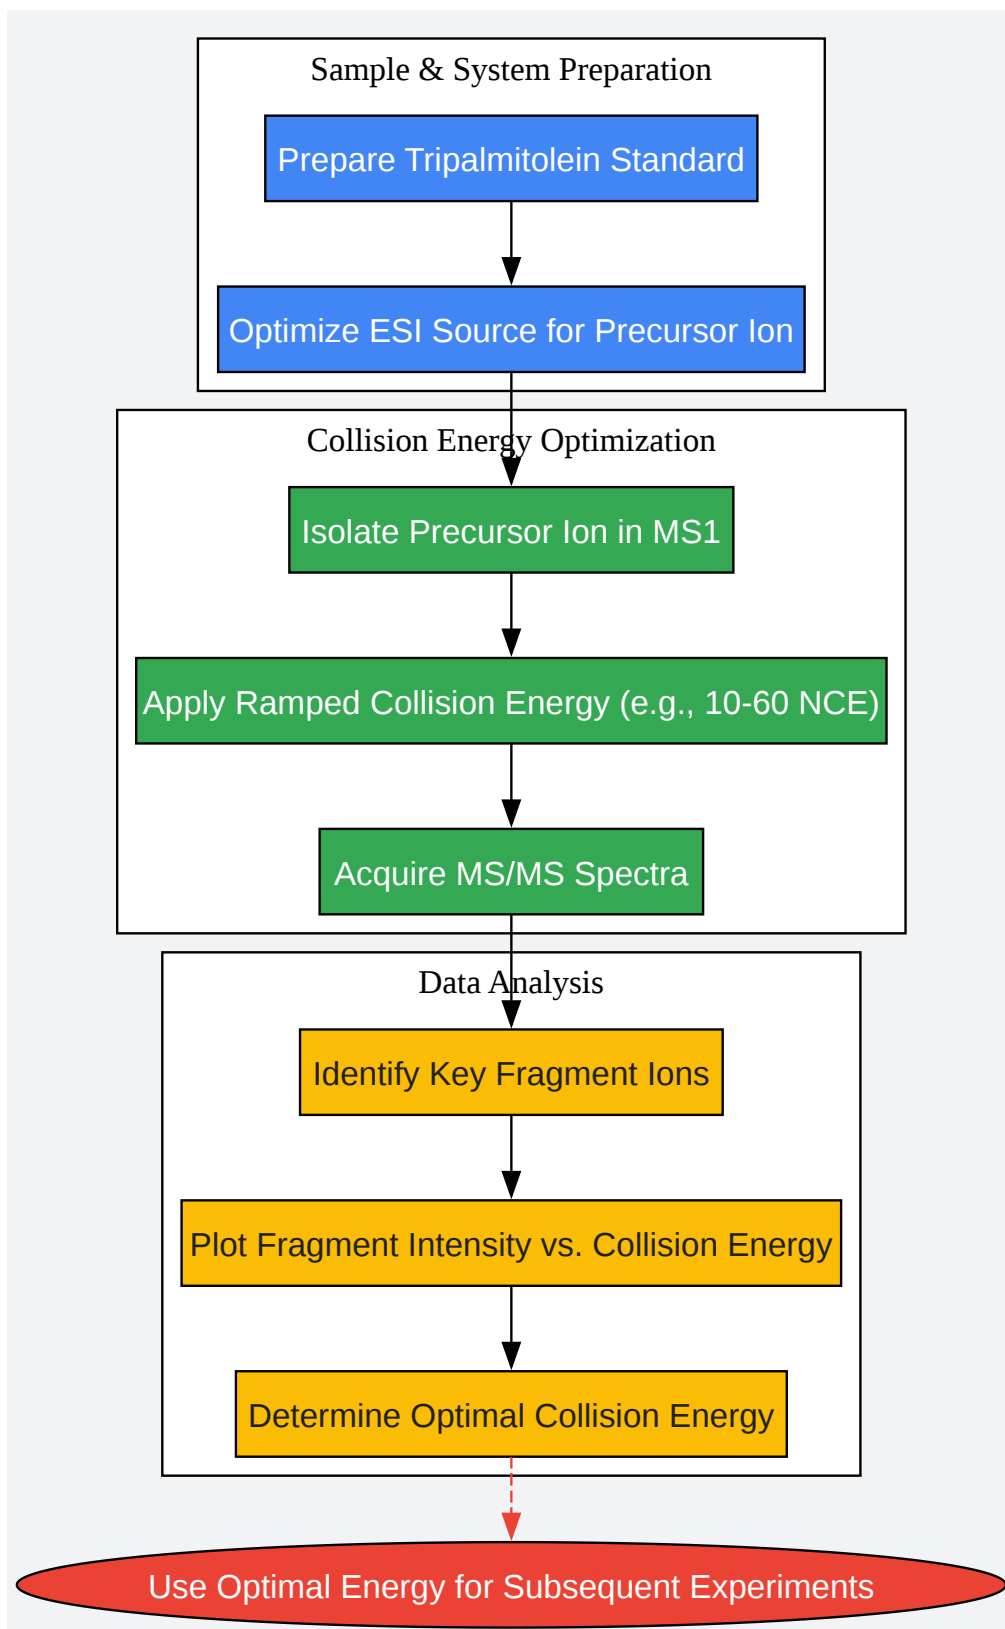 Sample & System Preparation
Prepare Tripalmitolein Standard
Optimize ESI Source for Precursor Ion
Collision Energy Optimization
Isolate Precursor Ion in MS1
Apply Ramped Collision Energy (e.g., 10-60 NCE)
Acquire MS/MS Spectra
Data Analysis
Identify Key Fragment Ions
Plot Fragment Intensity vs. Collision Energy
Determine Optimal Collision Energy
Use Optimal Energy for Subsequent Experiments